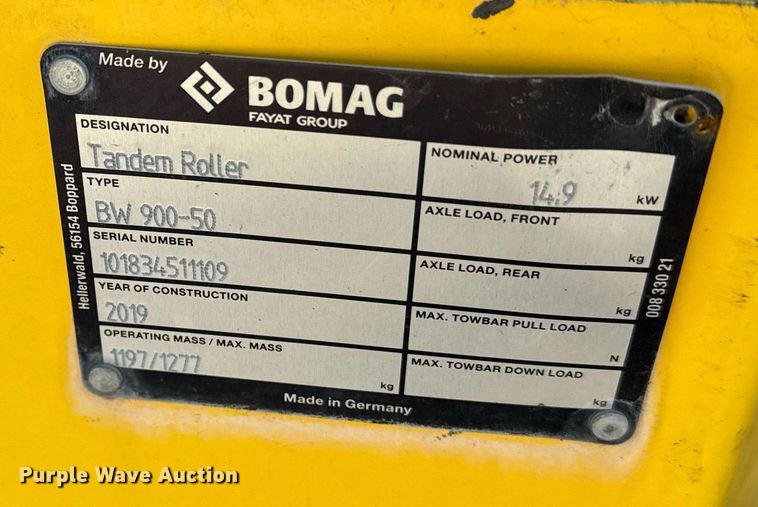 Made by
BOMAG
FAYAT GROUP
Hellerwald, 56154 Boppard
DESIGNATION
Tandem Roller
TYPE
BW 900-50
SERIAL NUMBER
101834511109
YEAR OF CONSTRUCTION
2019
OPERATING MASS / MAX. MASS
1197/1277
kg
NOMINAL POWER
14.9 kW
AXLE LOAD, FRONT
kg
AXLE LOAD, REAR
kg
MAX. TOWBAR PULL LOAD
N
MAX. TOWBAR DOWN LOAD
kg
008 330 21
Made in Germany
Purple Wave Auction